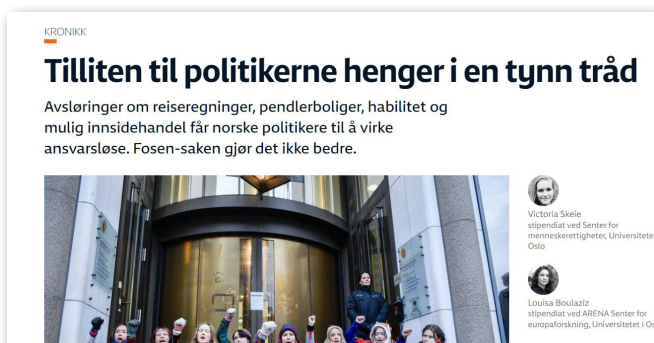 KRONIKK
Tilliten til politikerne henger i en tynn tråd
Avsløringer om reiseregninger, pendlerboliger, habilitet og
mulig innsidehandel får norske politikere til å virke
ansvarsløse. Fosen-saken gjør det ikke bedre.
Victoria Skeie
stipendiat ved Senter for
menneskerettigheter, Universitete
Oslo
Louisa Boulaziz
stipendiat ved ARENA Senter for
europaforskning, Universitetet i Os